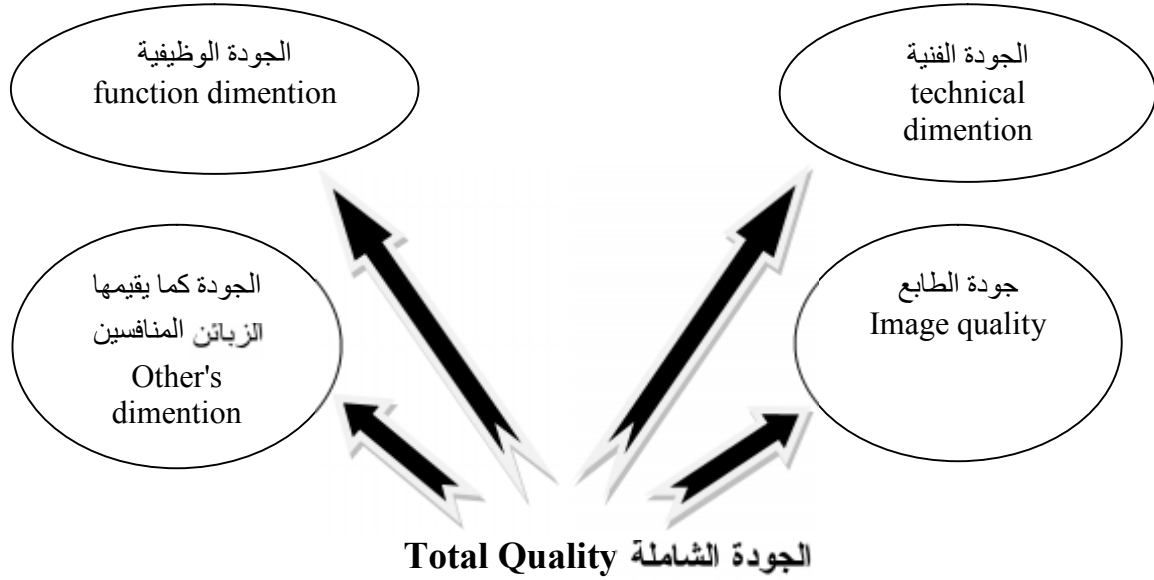 الجودة الوظيفية
function dimention
الجودة الفنية
technical
dimention
الجودة كما يقيمها
الزبائن المنافسين
Other's
dimention
جودة الطابع
Image quality
Total Quality الجودة الشاملة